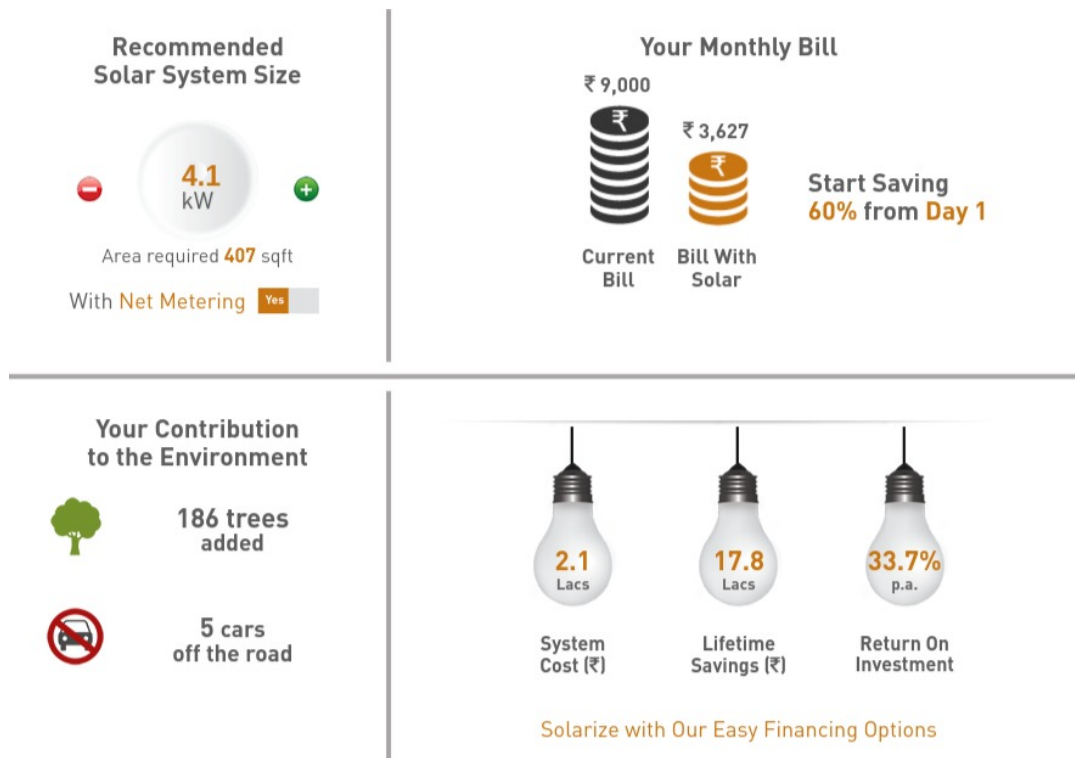 Recommended
Solar System Size
4.1
kW
Area required 407 sqft
With Net Metering Yes
Your Monthly Bill
₹ 9,000
₹
₹ 3,627
₹
Current
Bill
Bill With
Solar
Start Saving
60% from Day 1
Your Contribution
to the Environment
186 trees
added
5 cars
off the road
2.1
Lacs
System
Cost (₹)
17.8
Lacs
Lifetime
Savings (₹)
33.7%
p.a.
Return On
Investment
Solarize with Our Easy Financing Options